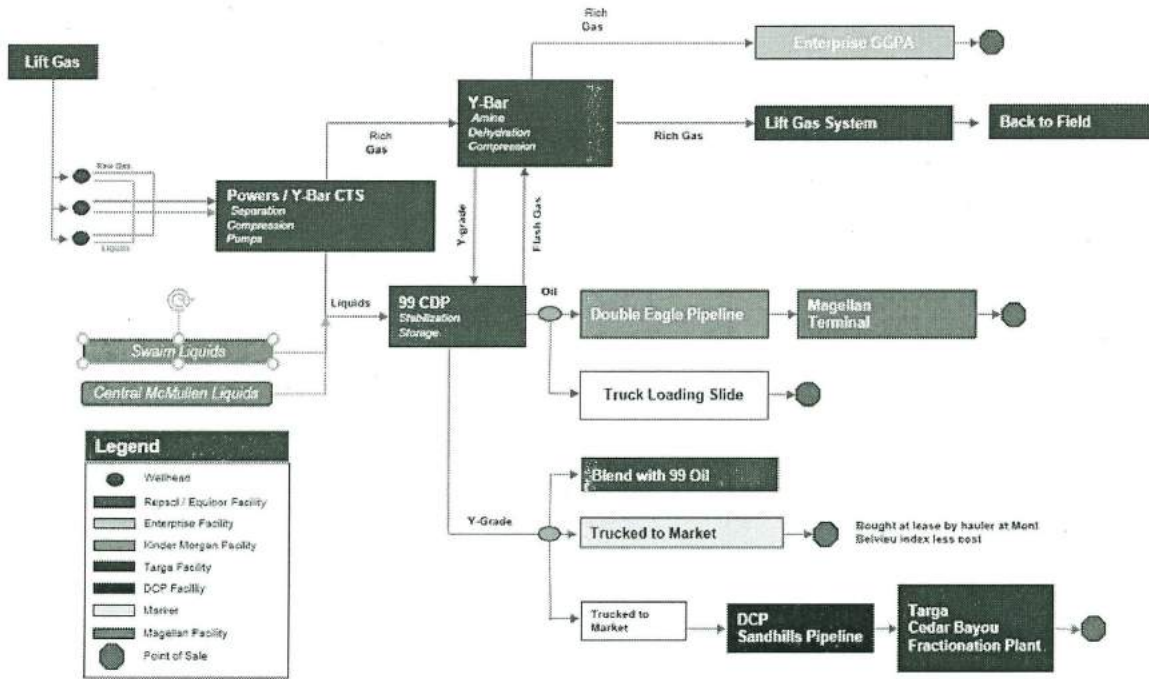 Rich
Gas
Enterprise GGPA
Lift Gas
Y-Bar
Amine
Dehydration
Compression
Rich
Gas
Rich Gas
Lift Gas System
Back to Field
Raw Gas
Liquids
Powers / Y-Bar CTS
Separation
Compression
Pumps
Y-grade
Flash Gas
Liquids
99 CDP
Stabilization
Storage
Oil
Double Eagle Pipeline
Magellan
Terminal
Swaim Liquids
Central McMullen Liquids
Truck Loading Slide
Legend
Wellhead
Repsol / Equinor Facility
Enterprise Facility
Kinder Morgan Facility
Targa Facility
DCP Facility
Market
Magellan Facility
Point of Sale
Blend with 99 Oil
Y-Grade
Trucked to Market
Bought at lease by hauler at Mont
Belvieu index less cost
Trucked to
Market
DCP
Sandhills Pipeline
Targa
Cedar Bayou
Fractionation Plant